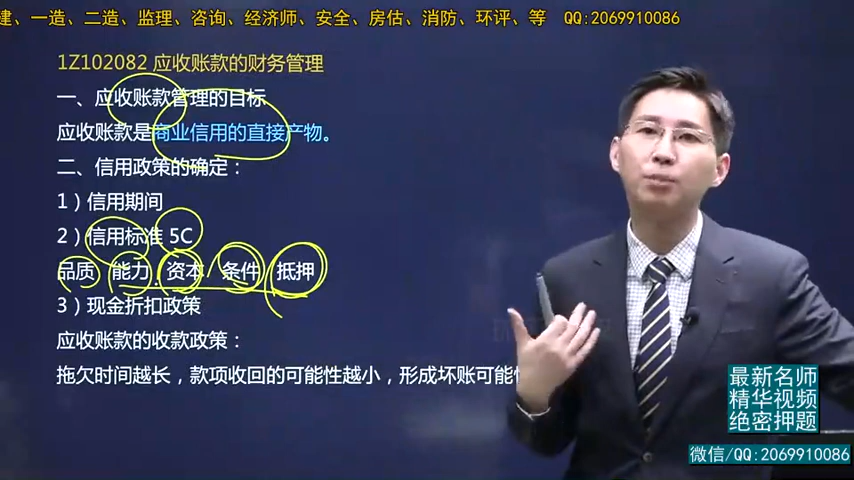 建、一造、二造、监理、咨询、经济师、安全、房估、消防、环评、等 QQ:2069910086
1Z102082 应收账款的财务管理
一、应收账款管理的目标
应收账款是商业信用的直接产物。
二、信用政策的确定：
1）信用期间
2）信用标准 5C
品质 能力 资本 条件 抵押
3）现金折扣政策
应收账款的收款政策：
拖欠时间越长，款项收回的可能性越小，形成坏账可能
最新名师
精华视频
绝密押题
微信/QQ:2069910086